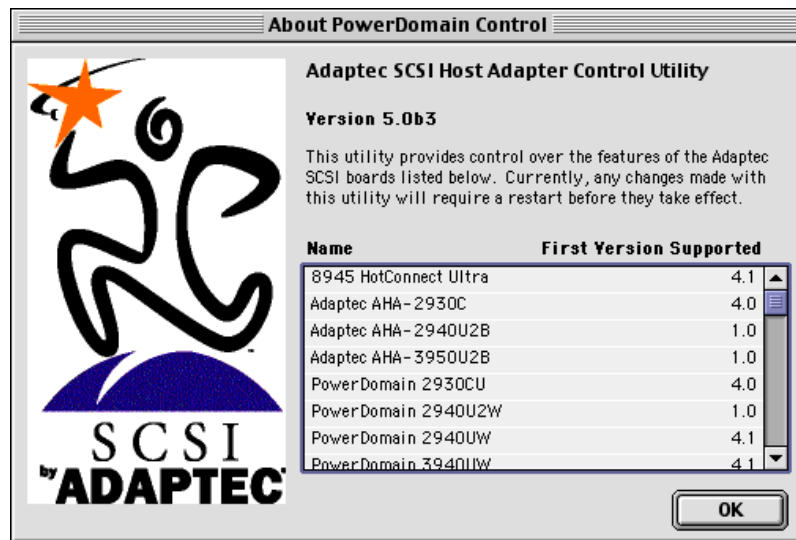 About PowerDomain Control
Adaptec SCSI Host Adapter Control Utility
Version 5.0b3
This utility provides control over the features of the Adaptec
SCSI boards listed below. Currently, any changes made with
this utility will require a restart before they take effect.
Name First Version Supported
8945 HotConnect Ultra 4.1
Adaptec AHA-2930C 4.0
Adaptec AHA-2940U2B 1.0
Adaptec AHA-3950U2B 1.0
PowerDomain 2930CU 4.0
PowerDomain 2940U2W 1.0
PowerDomain 2940UW 4.1
PowerDomain 3940UW 4.1
SCSI
by ADAPTEC
OK